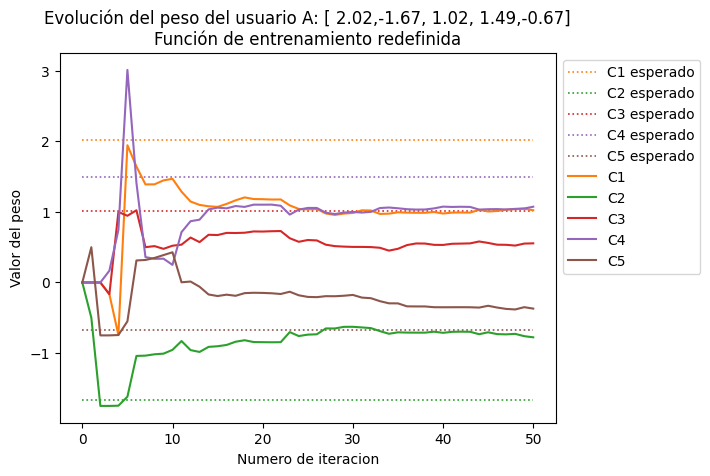 Evolución del peso del usuario A: [ 2.02,-1.67, 1.02, 1.49,-0.67]
Función de entrenamiento redefinida
Valor del peso
3
2
1
0
−1
0
10
20
30
40
50
Numero de iteracion
C1 esperado
C2 esperado
C3 esperado
C4 esperado
C5 esperado
C1
C2
C3
C4
C5